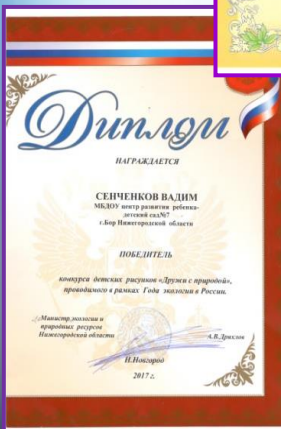 Диплом
НАГРАЖДАЕТСЯ
СЕНЧЕНКОВ ВАДИМ
МБДОУ центр развития ребенка-
детский сад№7
г.Бор Нижегородской области
ПОБЕДИТЕЛЬ
конкурса детских рисунков «Дружи с природой»,
проводимого в рамках Года экологии в России.
Министр экологии и
природных ресурсов
Нижегородской области
Н.Новгород
2017 г.